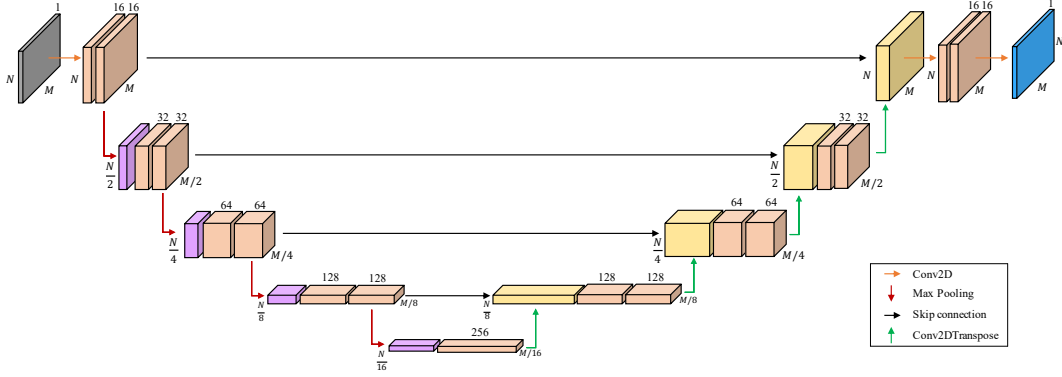 1
16 16
N
M
N
M
16 16
1
N
M
N
M
N
M
32 32
N/2
M/2
32 32
N/2
M/2
64 64
N/4
M/4
64 64
N/4
M/4
128 128
N/8
M/8
128 128
N/8
M/8
256
N/16
M/16
Conv2D
Max Pooling
Skip connection
Conv2DTranspose